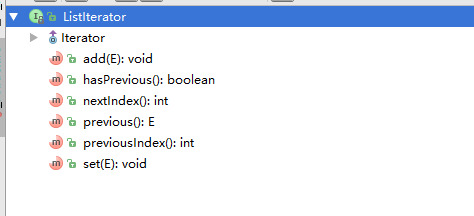 ListIterator
Iterator
add(E): void
hasPrevious(): boolean
nextIndex(): int
previous(): E
previousIndex(): int
set(E): void